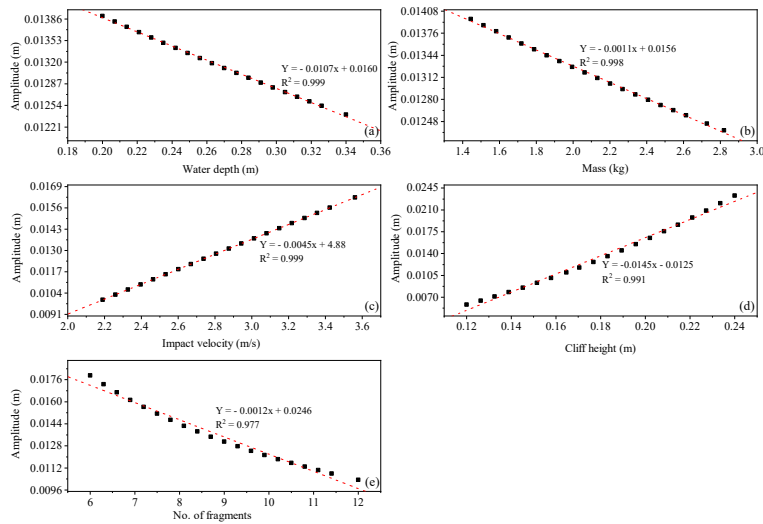 0.01386
0.01353
0.01320
0.01287
0.01254
0.01221
Amplitude (m)
Y = - 0.0107x + 0.0160
R² = 0.999
(a)
0.18 0.20 0.22 0.24 0.26 0.28 0.30 0.32 0.34 0.36
Water depth (m)
0.01408
0.01376
0.01344
0.01312
0.01280
0.01248
Amplitude (m)
Y = - 0.0011x + 0.0156
R² = 0.998
(b)
1.4 1.6 1.8 2.0 2.2 2.4 2.6 2.8 3.0
Mass (kg)
0.0169
0.0156
0.0143
0.0130
0.0117
0.0104
0.0091
Amplitude (m)
Y = - 0.0045x + 4.88
R² = 0.999
(c)
2.0 2.2 2.4 2.6 2.8 3.0 3.2 3.4 3.6
Impact velocity (m/s)
0.0245
0.0210
0.0175
0.0140
0.0105
0.0070
Amplitude (m)
Y = -0.0145x - 0.0125
R² = 0.991
(d)
0.12 0.14 0.16 0.18 0.20 0.22 0.24
Cliff height (m)
0.0176
0.0160
0.0144
0.0128
0.0112
0.0096
Amplitude (m)
Y = - 0.0012x + 0.0246
R² = 0.977
(e)
6 7 8 9 10 11 12
No. of fragments